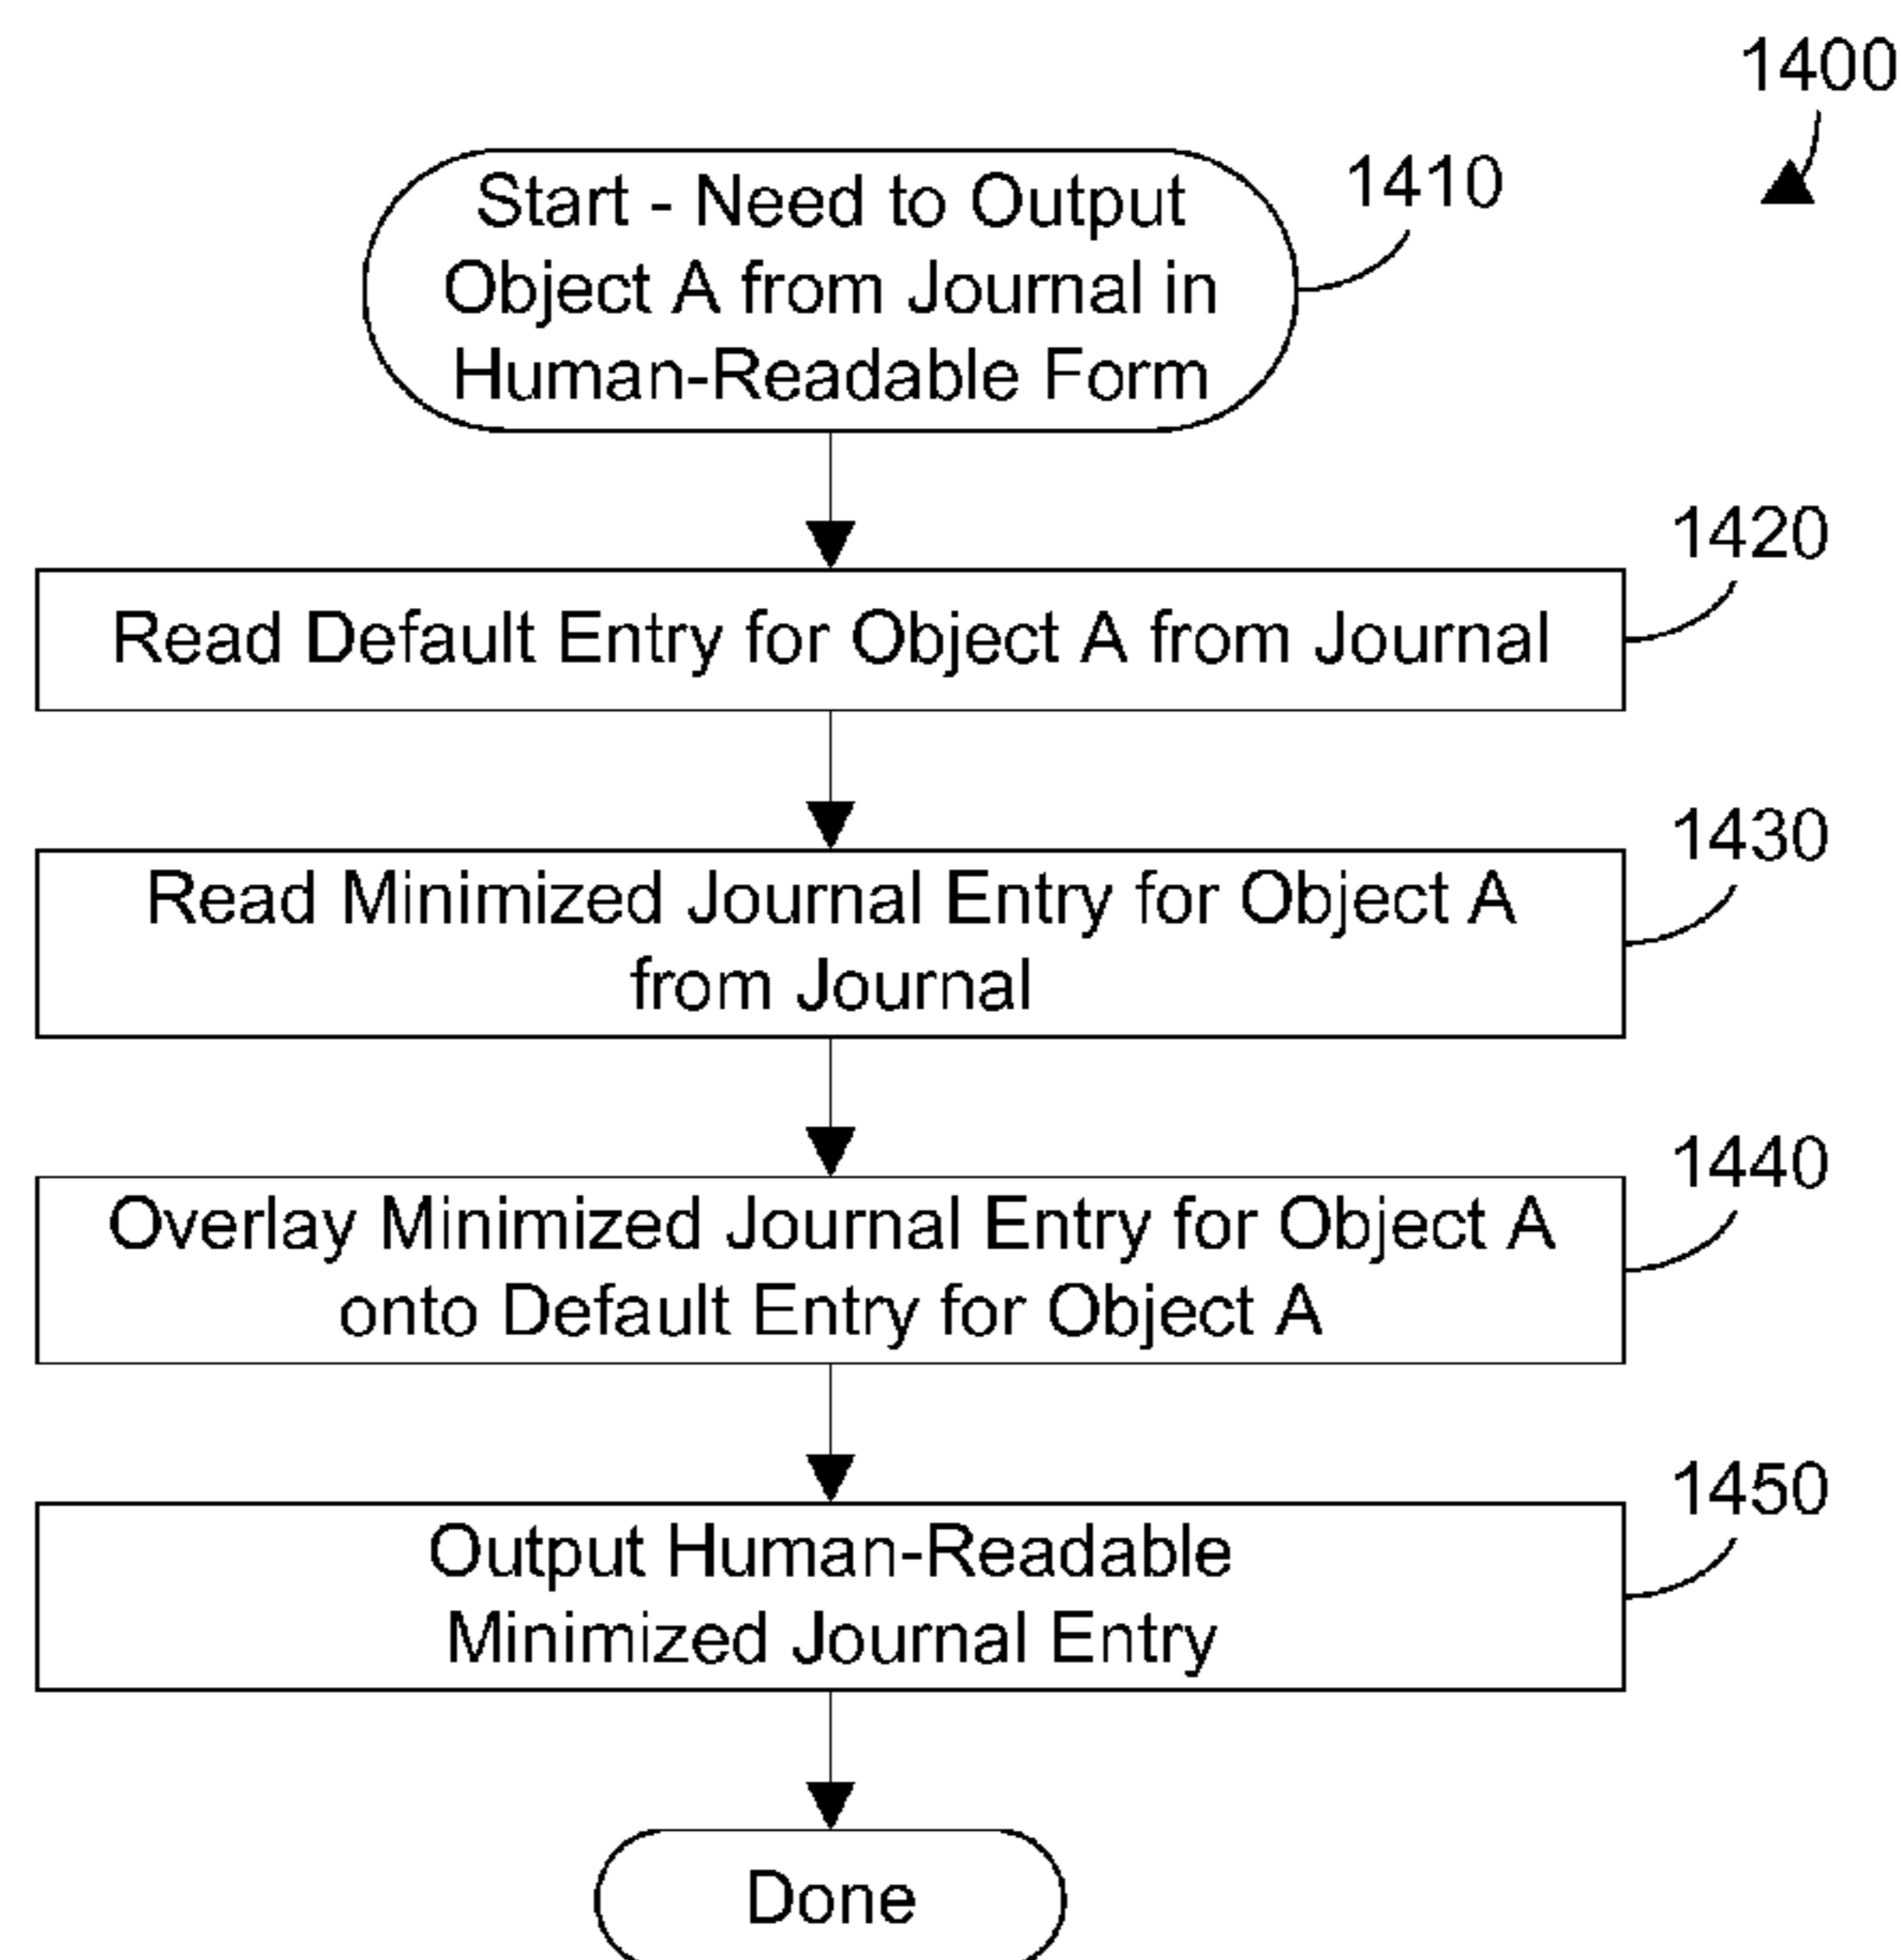 1400
Start - Need to Output
Object A from Journal in
Human-Readable Form
1410
1420
Read Default Entry for Object A from Journal
1430
Read Minimized Journal Entry for Object A
from Journal
1440
Overlay Minimized Journal Entry for Object A
onto Default Entry for Object A
1450
Output Human-Readable
Minimized Journal Entry
Done